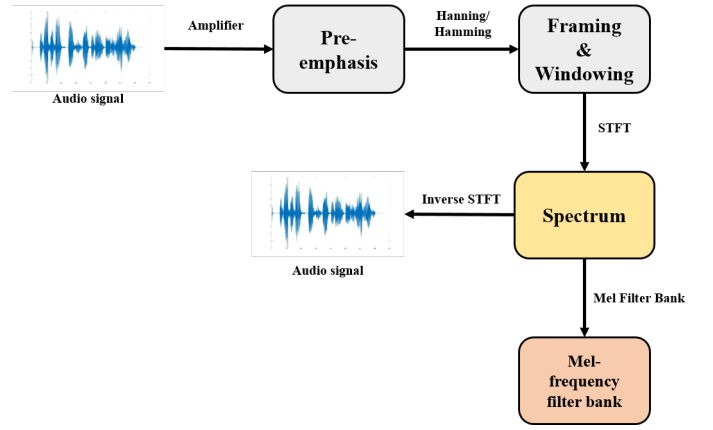 Amplifier
Hanning/
Hamming
Pre-
emphasis
Framing
&
Windowing
Audio signal
STFT
Inverse STFT
Spectrum
Audio signal
Mel Filter Bank
Mel-
frequency
filter bank